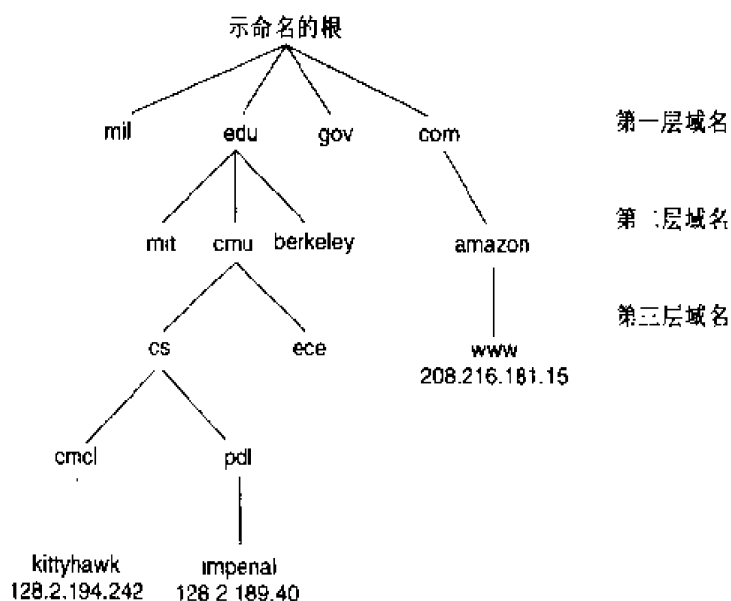 示命名的根
mil edu gov com 第一层域名
mit cmu berkeley amazon 第二层域名
cs ece www 第三层域名
208.216.181.15
cmcl pdl
kittyhawk imperial
128.2.194.242 128.2.189.40